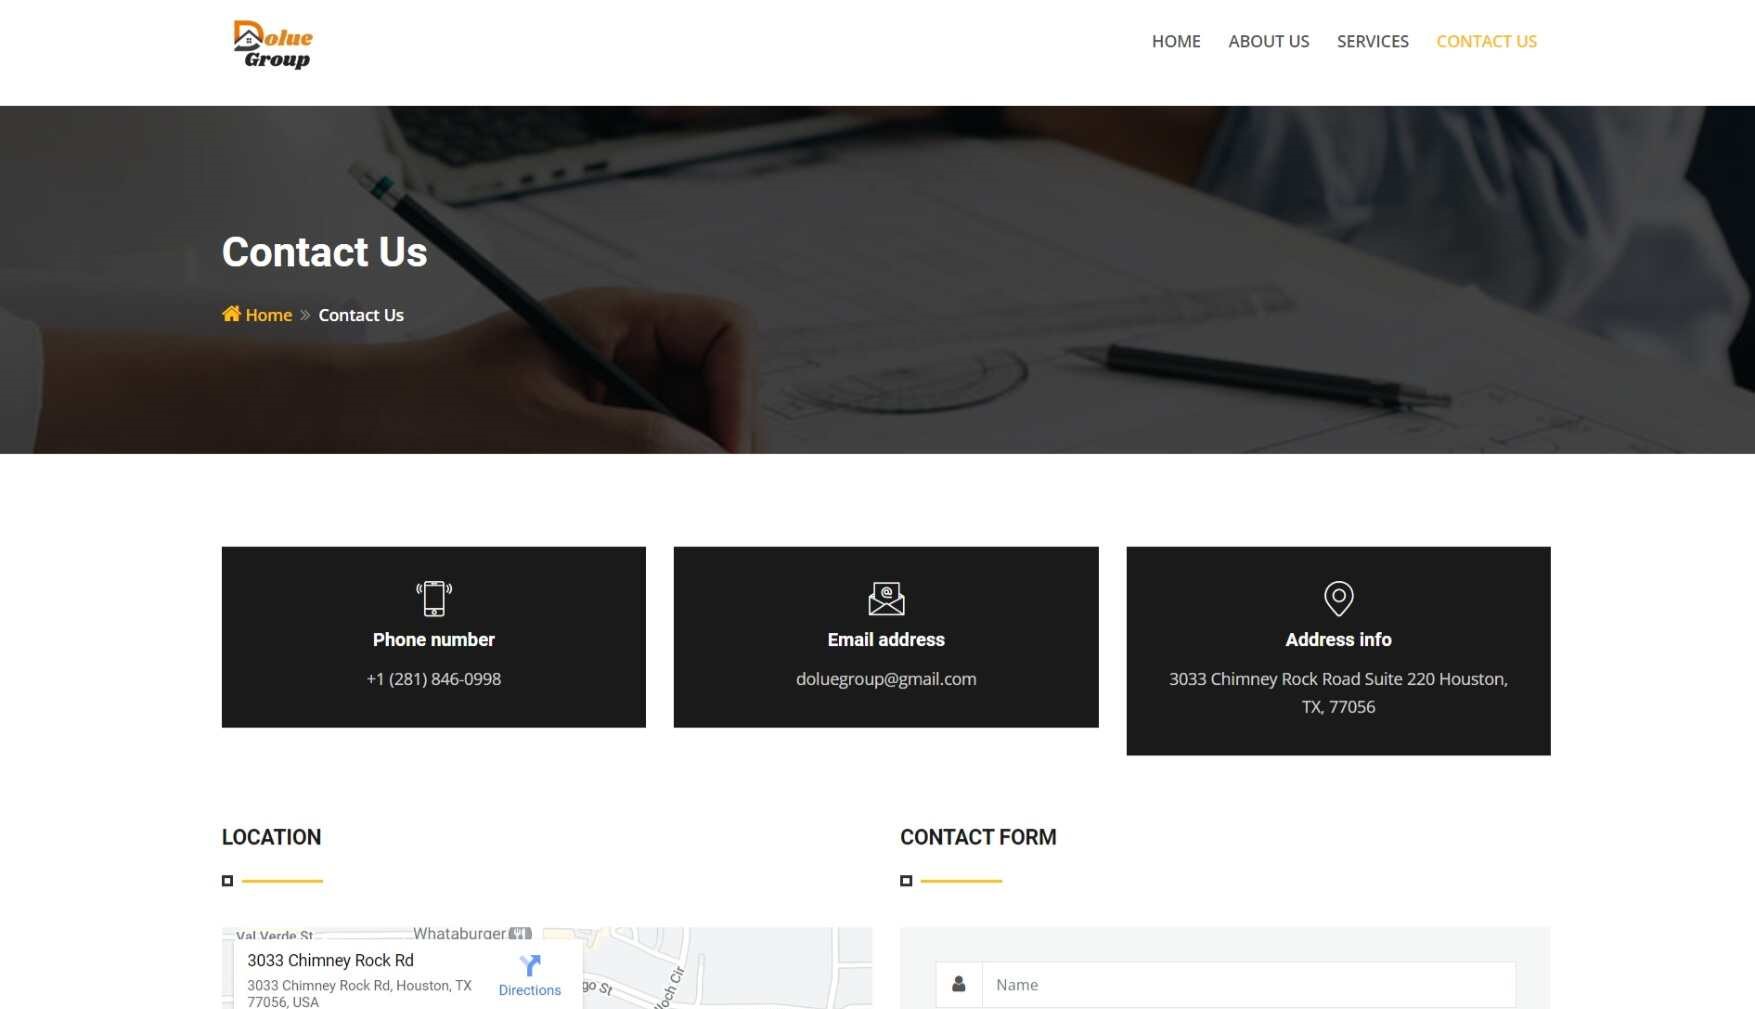 Dolue
Group
HOME
ABOUT US
SERVICES
CONTACT US
Contact Us
Home » Contact Us
Phone number
+1 (281) 846-0998
Email address
doluegroup@gmail.com
Address info
3033 Chimney Rock Road Suite 220 Houston,
TX, 77056
LOCATION
CONTACT FORM
Val Verde St
Whataburger
3033 Chimney Rock Rd
3033 Chimney Rock Rd, Houston, TX
77056, USA
Directions
go St
loch Cir
Name